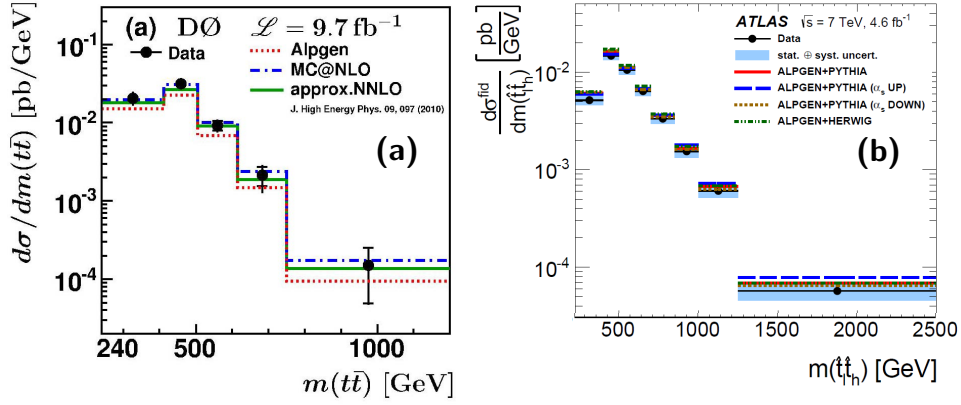 (a) DØ ℒ = 9.7 fb⁻¹
Data
Alpgen
MC@NLO
approx.NNLO
J. High Energy Phys. 09, 097 (2010)
(a)
dσ/dm(tt̄) [pb/GeV]
10⁻¹
10⁻²
10⁻³
10⁻⁴
240 500 1000
m(tt̄) [GeV]
ATLAS √s = 7 TeV, 4.6 fb⁻¹
Data
stat. ⊕ syst. uncert.
ALPGEN+PYTHIA
ALPGEN+PYTHIA (αₛ UP)
ALPGEN+PYTHIA (αₛ DOWN)
ALPGEN+HERWIG
(b)
dσᶠⁱᵈ/dm(t̂ₗt̂ₕ) [pb/GeV]
10⁻²
10⁻³
10⁻⁴
500 1000 1500 2000 2500
m(t̂ₗt̂ₕ) [GeV]